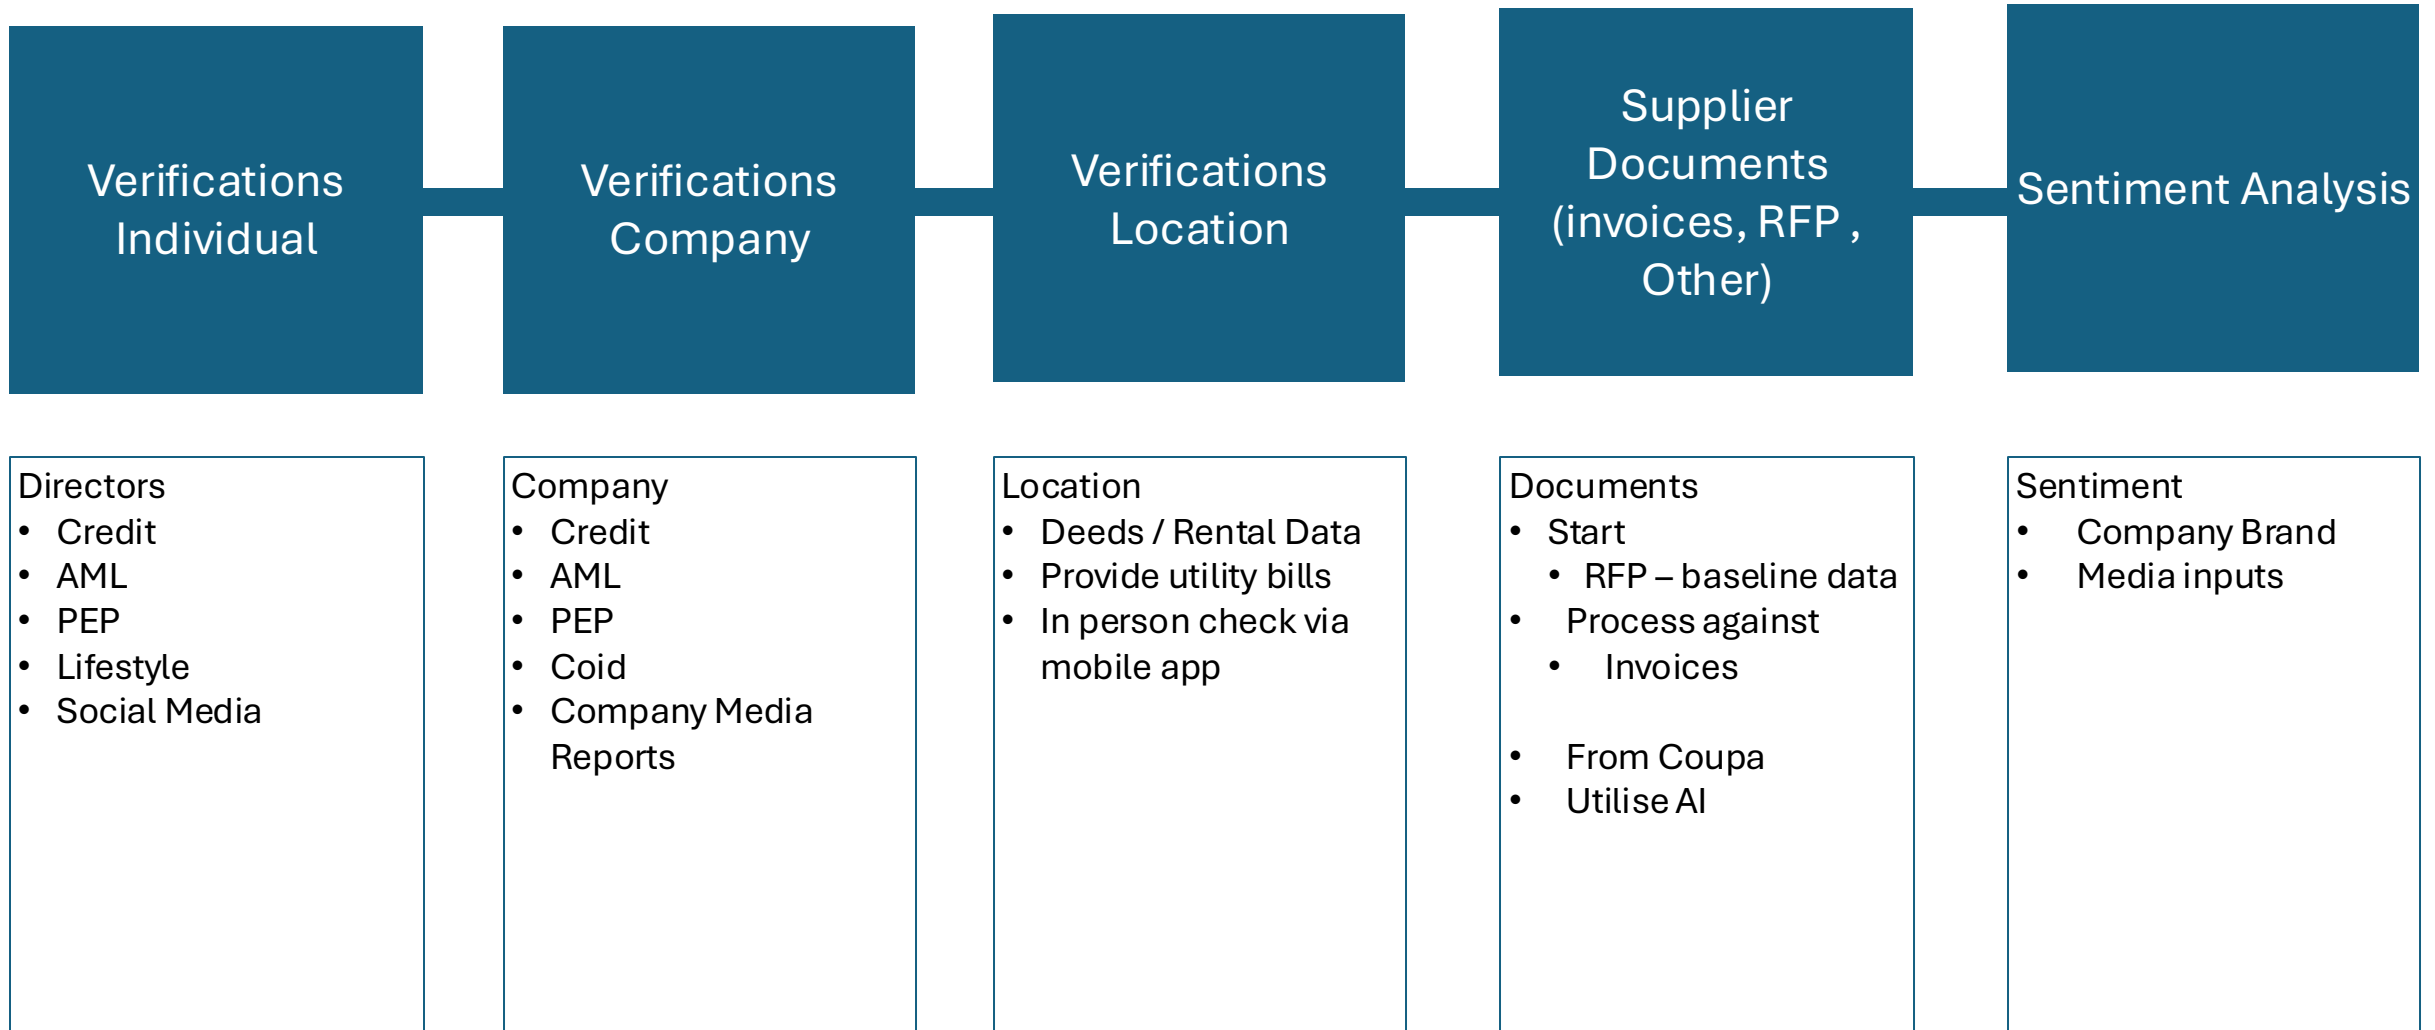 Verifications
Individual
Verifications
Company
Verifications
Location
Supplier
Documents
(invoices, RFP ,
Other)
Sentiment Analysis
Directors
• Credit
• AML
• PEP
• Lifestyle
• Social Media
Company
• Credit
• AML
• PEP
• Coid
• Company Media
Reports
Location
• Deeds / Rental Data
• Provide utility bills
• In person check via
mobile app
Documents
• Start
• RFP – baseline data
• Process against
• Invoices
• From Coupa
• Utilise AI
Sentiment
• Company Brand
• Media inputs